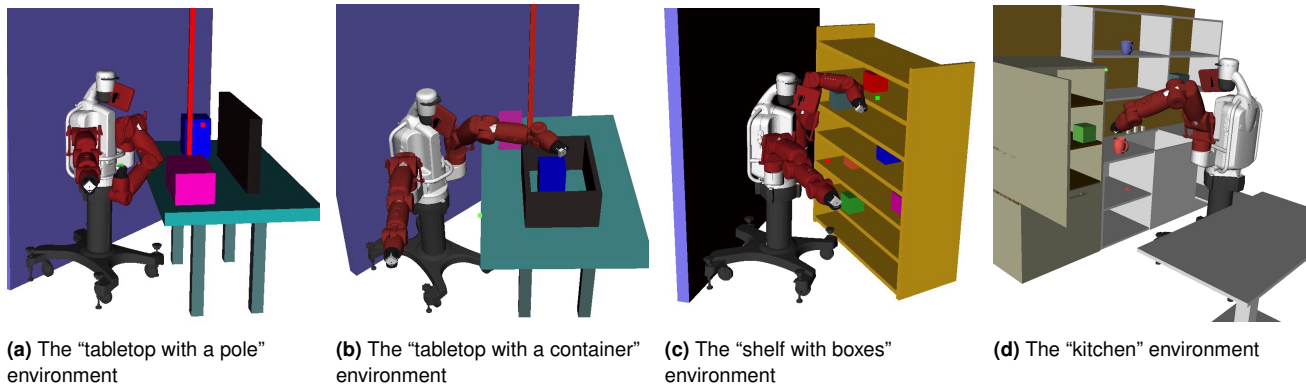 (a) The “tabletop with a pole”
environment
(b) The “tabletop with a container”
environment
(c) The “shelf with boxes”
environment
(d) The “kitchen” environment